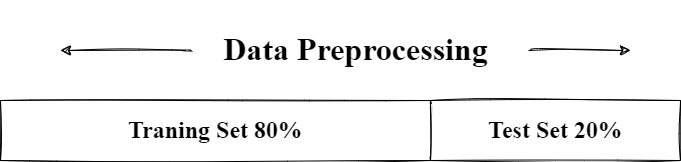 Data Preprocessing
Traning Set 80%
Test Set 20%